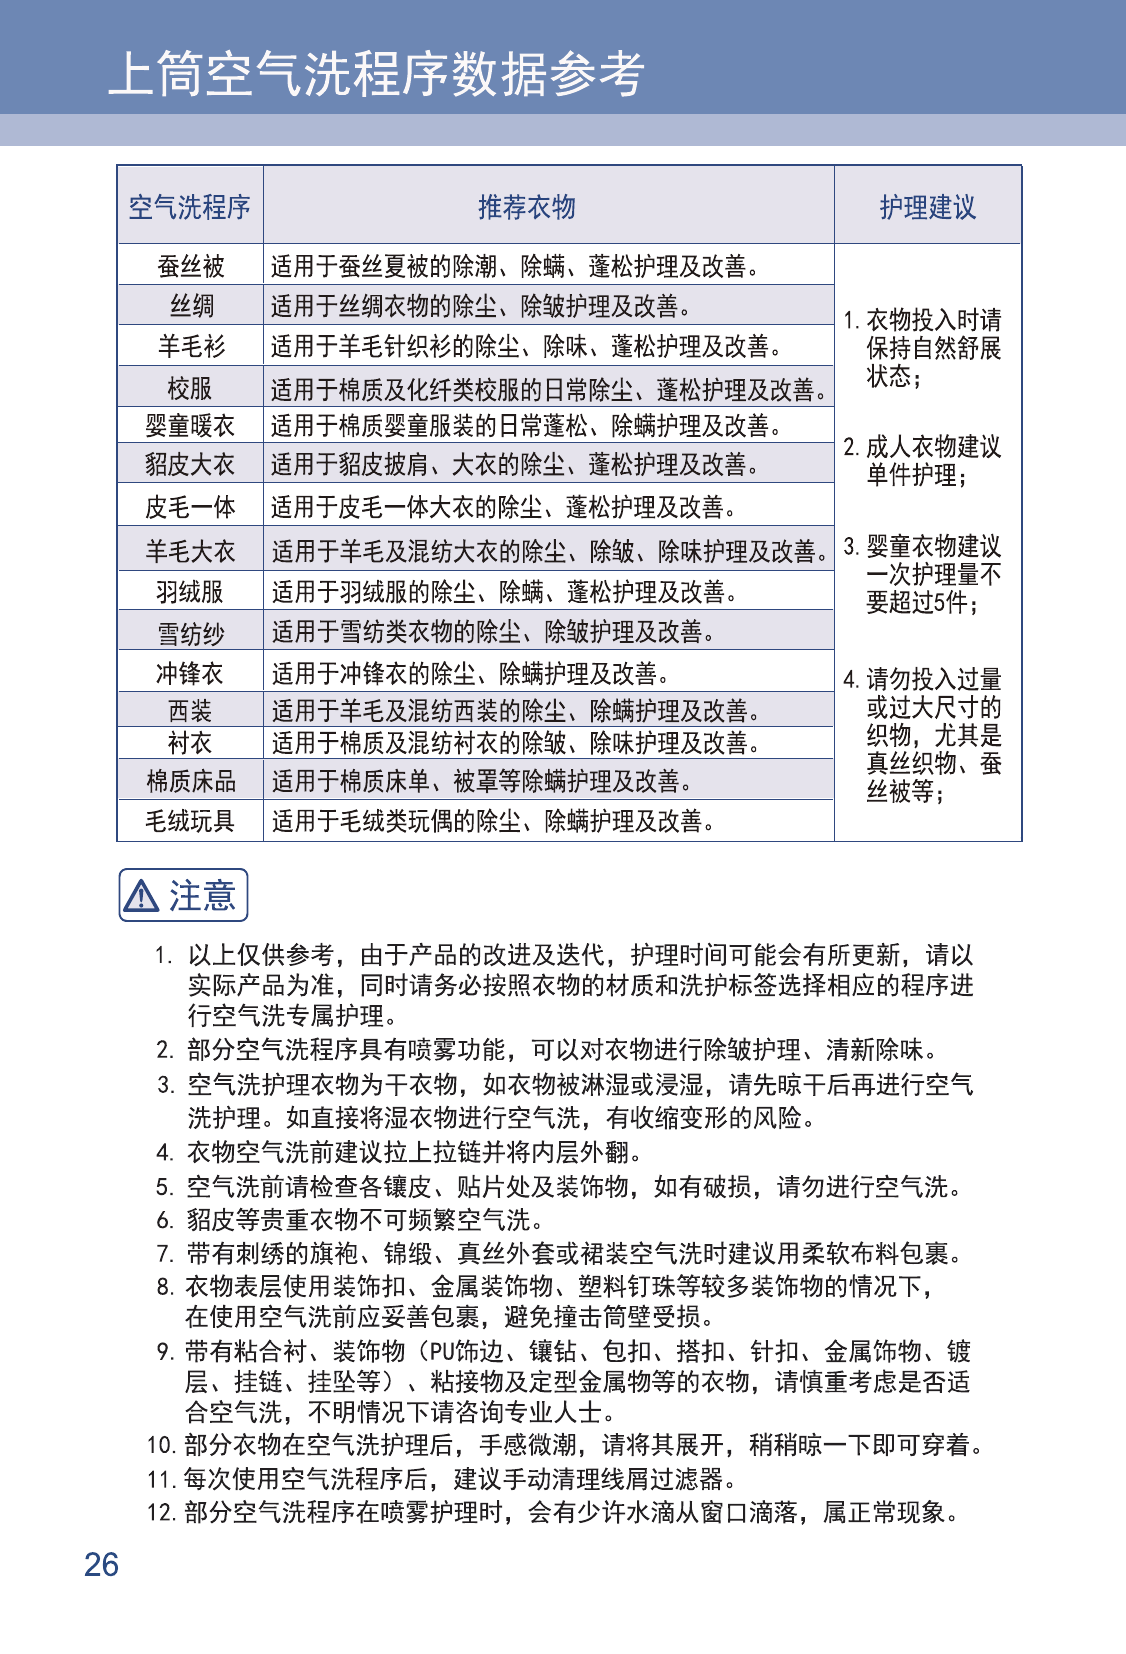 上筒空气洗程序数据参考
空气洗程序 推荐衣物 护理建议
蚕丝被 适用于蚕丝夏被的除潮、除螨、蓬松护理及改善。
丝绸 适用于丝绸衣物的除尘、除皱护理及改善。
羊毛衫 适用于羊毛针织衫的除尘、除味、蓬松护理及改善。
校服 适用于棉质及化纤类校服的日常除尘、蓬松护理及改善。
婴童暖衣 适用于棉质婴童服装的日常蓬松、除螨护理及改善。
貂皮大衣 适用于貂皮披肩、大衣的除尘、蓬松护理及改善。
皮毛一体 适用于皮毛一体大衣的除尘、蓬松护理及改善。
羊毛大衣 适用于羊毛及混纺大衣的除尘、除皱、除味护理及改善。
羽绒服 适用于羽绒服的除尘、除螨、蓬松护理及改善。
雪纺纱 适用于雪纺类衣物的除尘、除皱护理及改善。
冲锋衣 适用于冲锋衣的除尘、除螨护理及改善。
西装 适用于羊毛及混纺西装的除尘、除螨护理及改善。
衬衣 适用于棉质及混纺衬衣的除皱、除味护理及改善。
棉质床品 适用于棉质床单、被罩等除螨护理及改善。
毛绒玩具 适用于毛绒类玩偶的除尘、除螨护理及改善。
1. 衣物投入时请
保持自然舒展
状态；
2. 成人衣物建议
单件护理；
3. 婴童衣物建议
一次护理量不
要超过5件；
4. 请勿投入过量
或过大尺寸的
织物，尤其是
真丝织物、蚕
丝被等；
注意
1. 以上仅供参考，由于产品的改进及迭代，护理时间可能会有所更新，请以
实际产品为准，同时请务必按照衣物的材质和洗护标签选择相应的程序进
行空气洗专属护理。
2. 部分空气洗程序具有喷雾功能，可以对衣物进行除皱护理、清新除味。
3. 空气洗护理衣物为干衣物，如衣物被淋湿或浸湿，请先晾干后再进行空气
洗护理。如直接将湿衣物进行空气洗，有收缩变形的风险。
4. 衣物空气洗前建议拉上拉链并将内层外翻。
5. 空气洗前请检查各镶皮、贴片处及装饰物，如有破损，请勿进行空气洗。
6. 貂皮等贵重衣物不可频繁空气洗。
7. 带有刺绣的旗袍、锦缎、真丝外套或裙装空气洗时建议用柔软布料包裹。
8. 衣物表层使用装饰扣、金属装饰物、塑料钉珠等较多装饰物的情况下，
在使用空气洗前应妥善包裹，避免撞击筒壁受损。
9. 带有粘合衬、装饰物（PU饰边、镶钻、包扣、搭扣、针扣、金属饰物、镀
层、挂链、挂坠等）、粘接物及定型金属物等的衣物，请慎重考虑是否适
合空气洗，不明情况下请咨询专业人士。
10. 部分衣物在空气洗护理后，手感微潮，请将其展开，稍稍晾一下即可穿着。
11. 每次使用空气洗程序后，建议手动清理线屑过滤器。
12. 部分空气洗程序在喷雾护理时，会有少许水滴从窗口滴落，属正常现象。
26